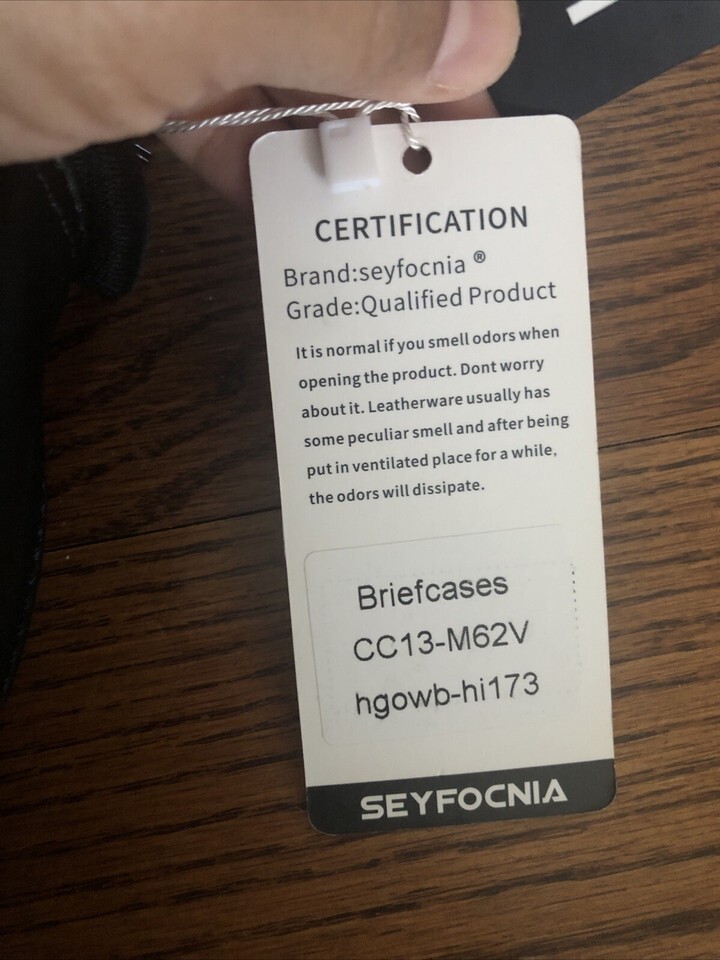 CERTIFICATION
Brand:seyfocnia ®
Grade:Qualified Product
It is normal if you smell odors when
opening the product. Dont worry
about it. Leatherware usually has
some peculiar smell and after being
put in ventilated place for a while,
the odors will dissipate.
Briefcases
CC13-M62V
hgowb-hi173
SEYFOCNIA